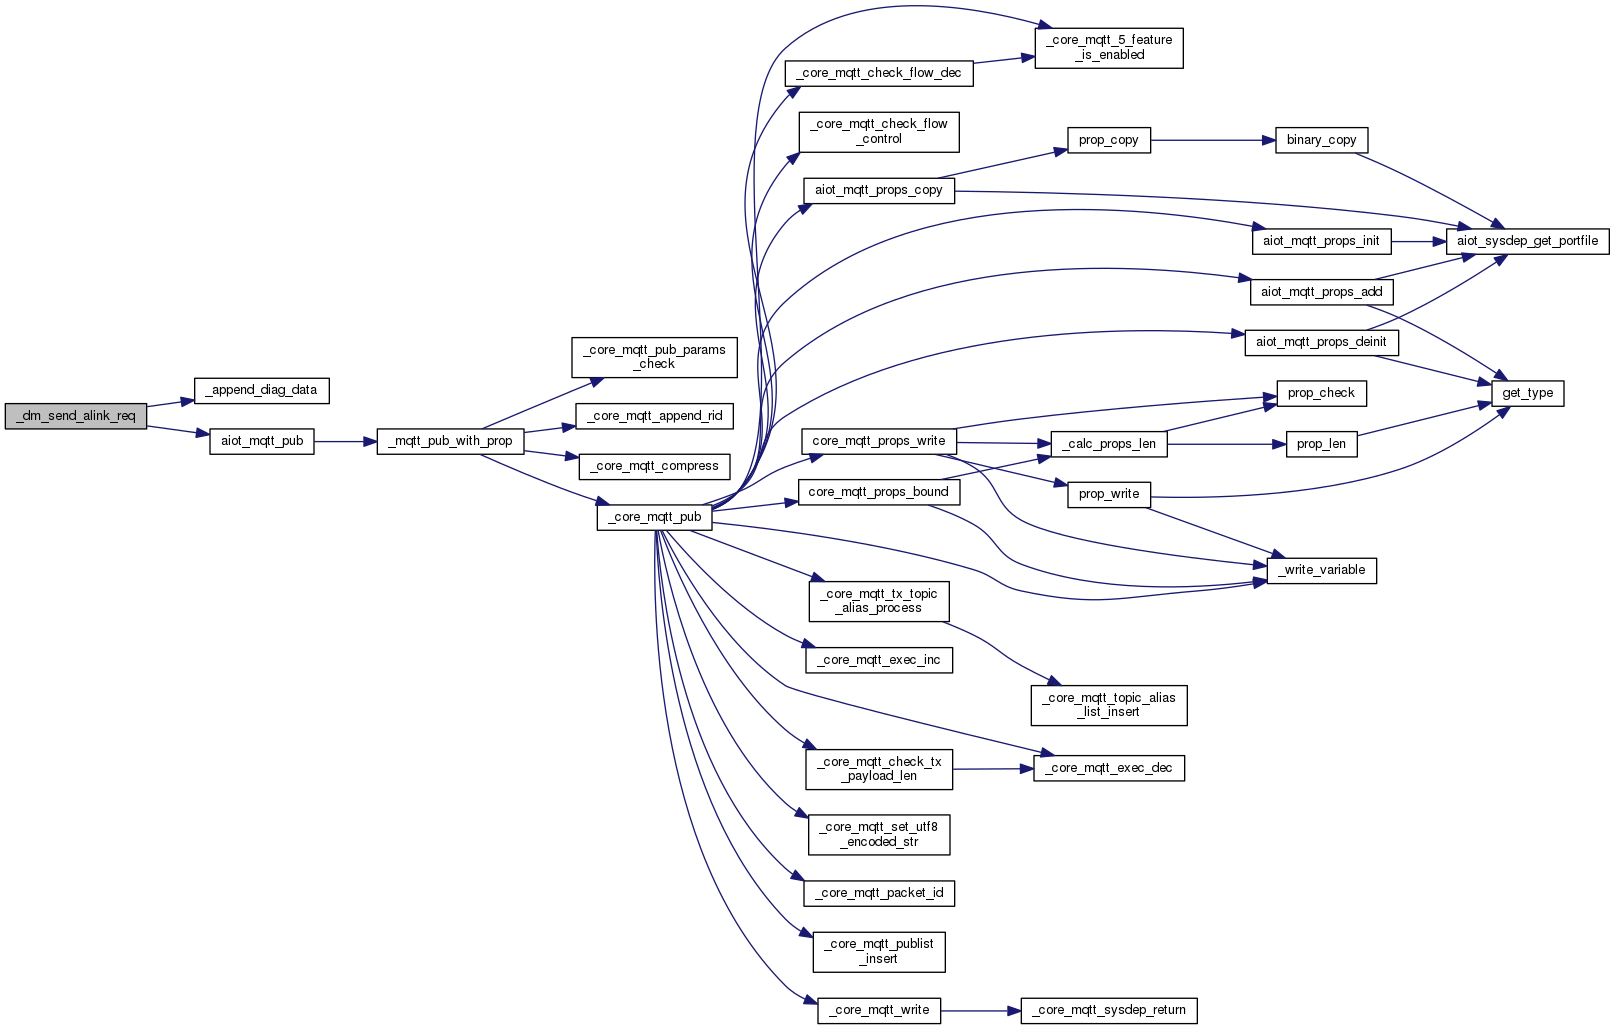 _dm_send_alink_req
_append_diag_data
aiot_mqtt_pub
_mqtt_pub_with_prop
_core_mqtt_pub_params
_check
_core_mqtt_append_rid
_core_mqtt_compress
_core_mqtt_pub
_core_mqtt_5_feature
_is_enabled
_core_mqtt_check_flow_dec
_core_mqtt_check_flow
_control
aiot_mqtt_props_copy
prop_copy
binary_copy
aiot_mqtt_props_init
aiot_sysdep_get_portfile
aiot_mqtt_props_add
aiot_mqtt_props_deinit
get_type
prop_check
core_mqtt_props_write
_calc_props_len
prop_len
core_mqtt_props_bound
prop_write
_write_variable
_core_mqtt_tx_topic
_alias_process
_core_mqtt_exec_inc
_core_mqtt_topic_alias
_list_insert
_core_mqtt_check_tx
_payload_len
_core_mqtt_exec_dec
_core_mqtt_set_utf8
_encoded_str
_core_mqtt_packet_id
_core_mqtt_publist
_insert
_core_mqtt_write
_core_mqtt_sysdep_return